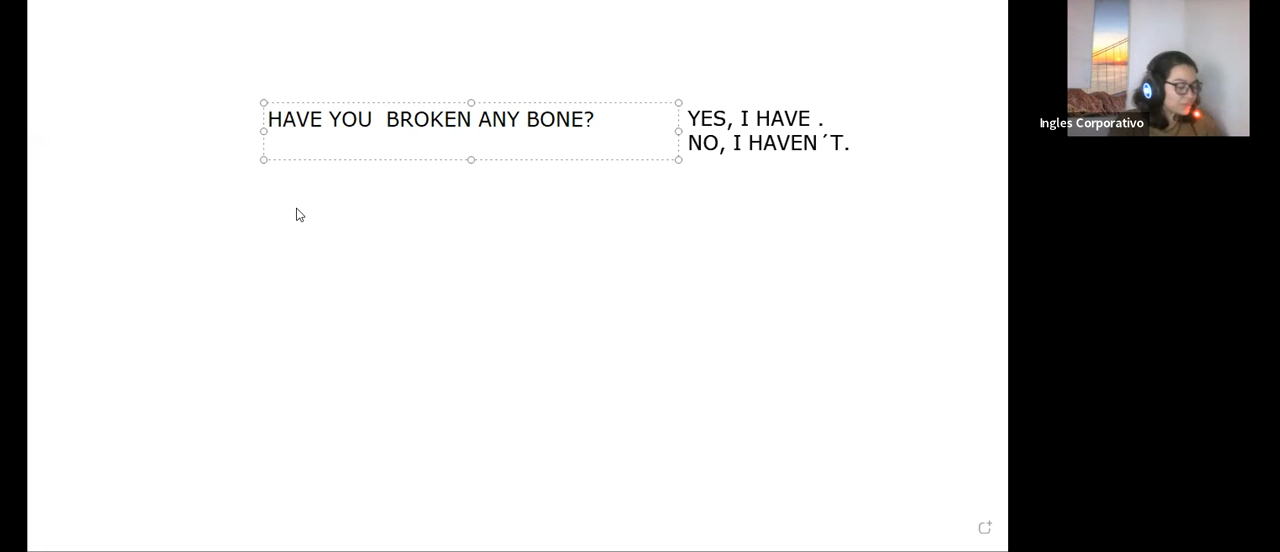 HAVE YOU  BROKEN ANY BONE?
YES, I HAVE .
NO, I HAVEN´T.
Ingles Corporativo